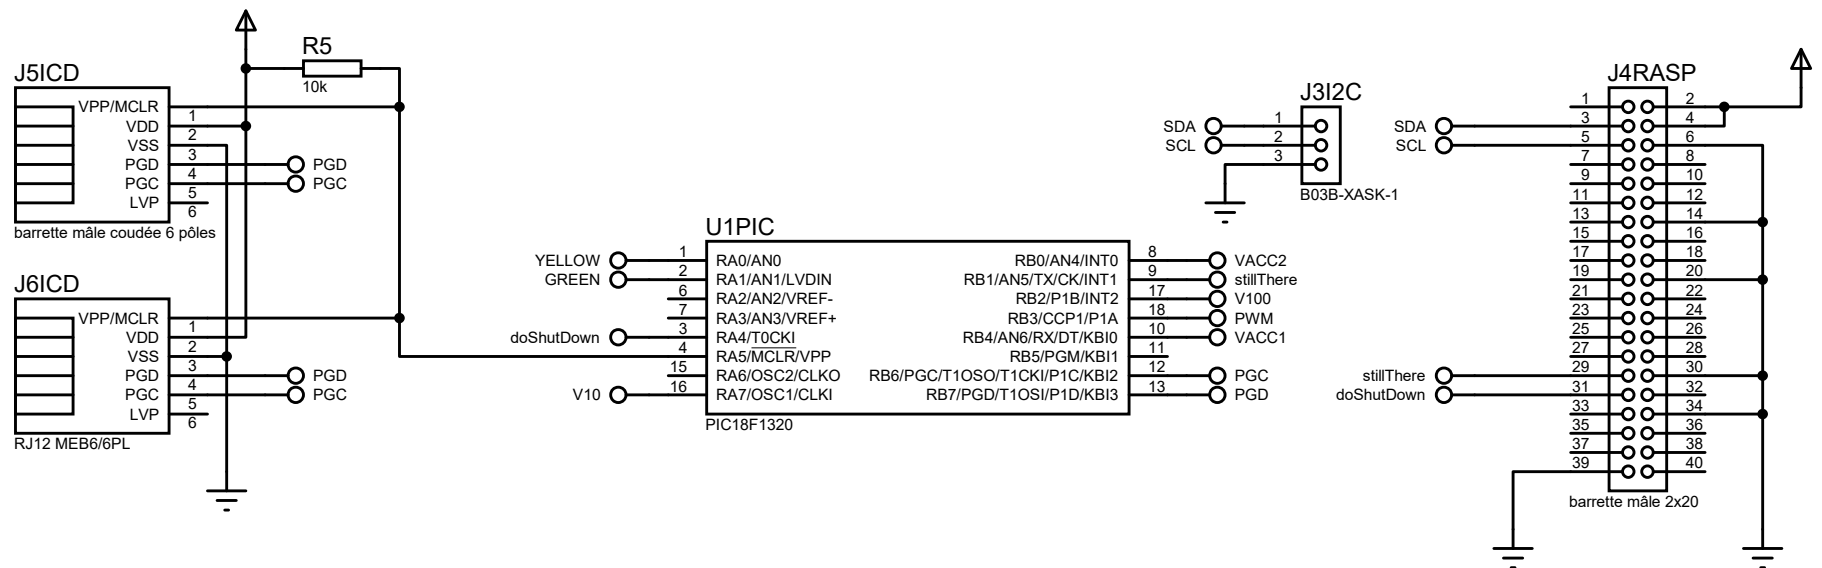 R5
10k
J5ICD
VPP/MCLR 1
VDD 2
VSS 3
PGD 4 PGD
PGC 5 PGC
LVP 6
barrette mâle coudée 6 pôles
J6ICD
VPP/MCLR 1
VDD 2
VSS 3
PGD 4 PGD
PGC 5 PGC
LVP 6
RJ12 MEB6/6PL
U1PIC
YELLOW 1 RA0/AN0 RB0/AN4/INT0 8 VACC2
GREEN 2 RA1/AN1/LVDIN RB1/AN5/TX/CK/INT1 9 stillThere
6 RA2/AN2/VREF- RB2/P1B/INT2 17 V100
7 RA3/AN3/VREF+ RB3/CCP1/P1A 18 PWM
doShutDown 3 RA4/T0CKI RB4/AN6/RX/DT/KBI0 10 VACC1
4 RA5/MCLR/VPP RB5/PGM/KBI1 11
15 RA6/OSC2/CLKO RB6/PGC/T1OSO/T1CKI/P1C/KBI2 12 PGC
V10 16 RA7/OSC1/CLKI RB7/PGD/T1OSI/P1D/KBI3 13 PGD
PIC18F1320
J3I2C
SDA 1
SCL 2
3
B03B-XASK-1
J4RASP
1 2
SDA 3 4
SCL 5 6
7 8
9 10
11 12
13 14
15 16
17 18
19 20
21 22
23 24
25 26
27 28
stillThere 29 30
doShutDown 31 32
33 34
35 36
37 38
39 40
barrette mâle 2x20